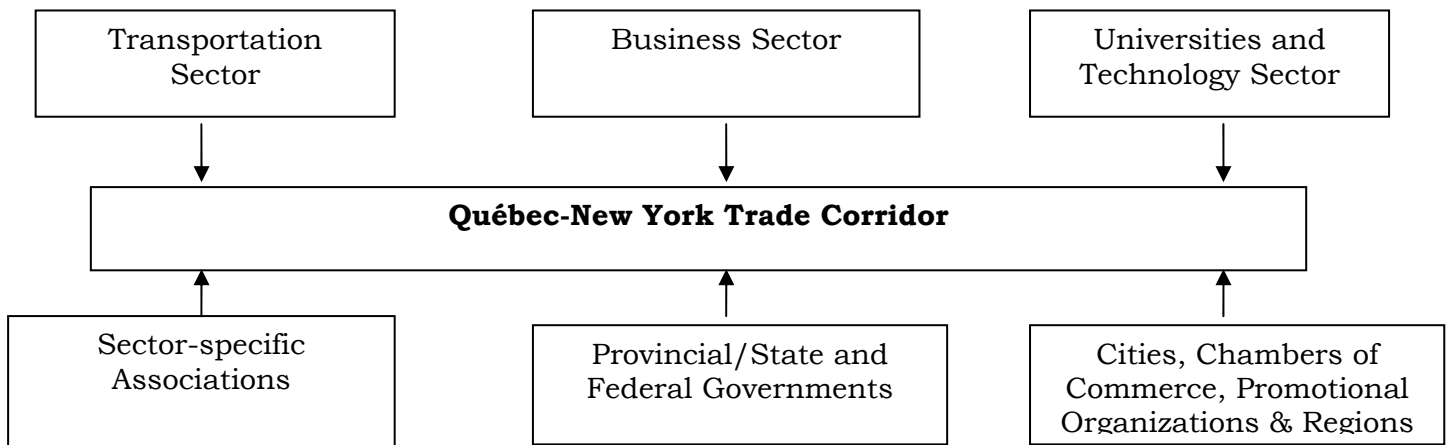 Transportation
Sector
Business Sector
Universities and
Technology Sector
Québec-New York Trade Corridor
Sector-specific
Associations
Provincial/State and
Federal Governments
Cities, Chambers of
Commerce, Promotional
Organizations & Regions